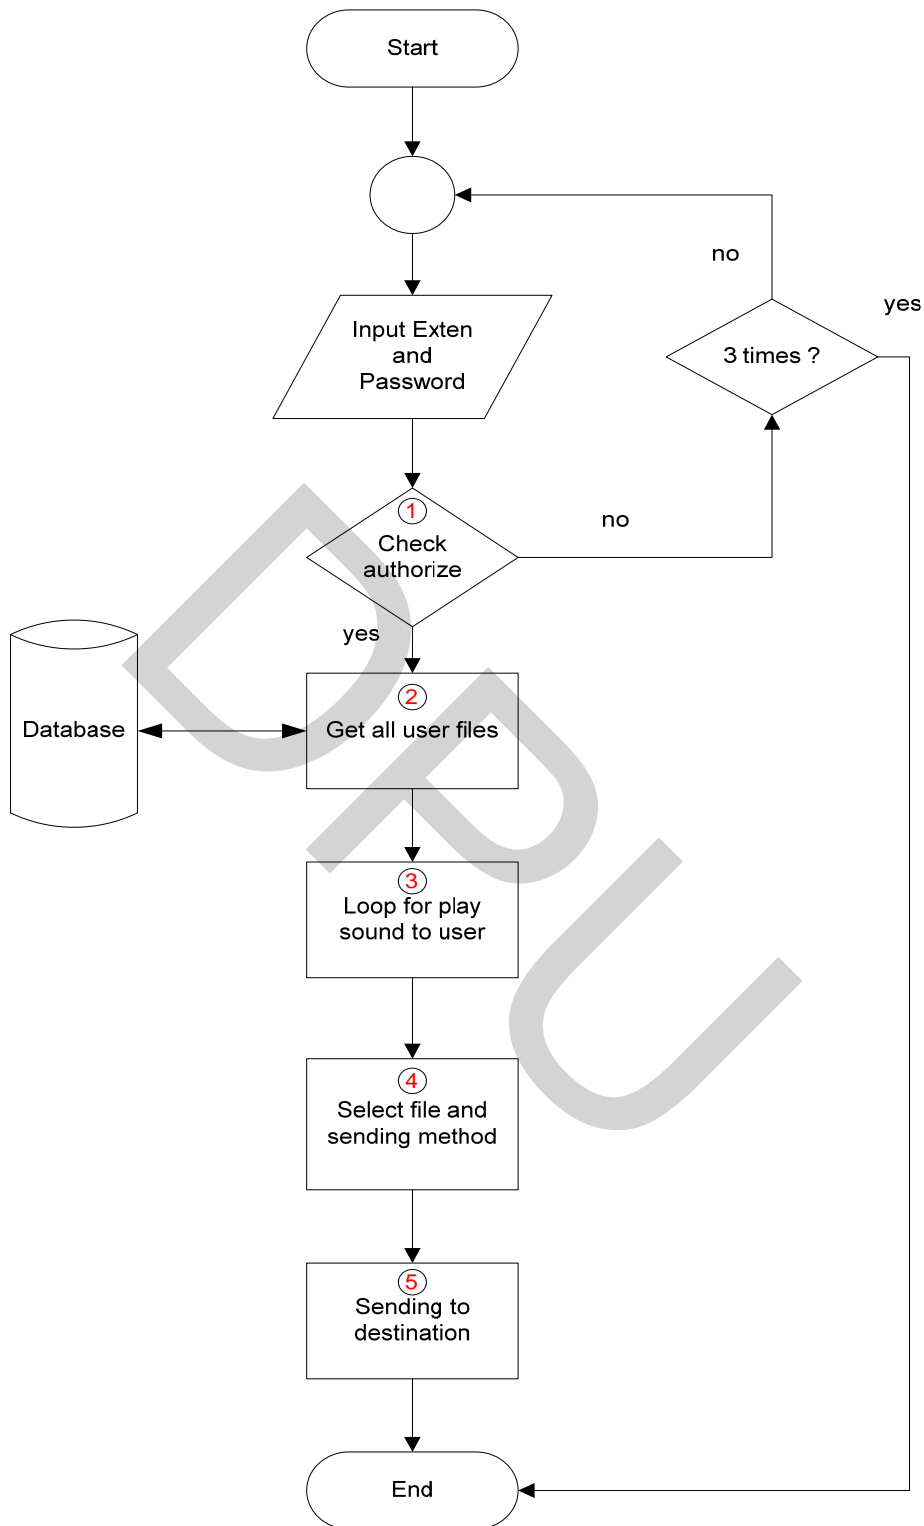 Start
no
yes
Input Exten
and
Password
3 times ?
1
Check
authorize
no
yes
Database
2
Get all user files
3
Loop for play
sound to user
4
Select file and
sending method
5
Sending to
destination
End
DPU